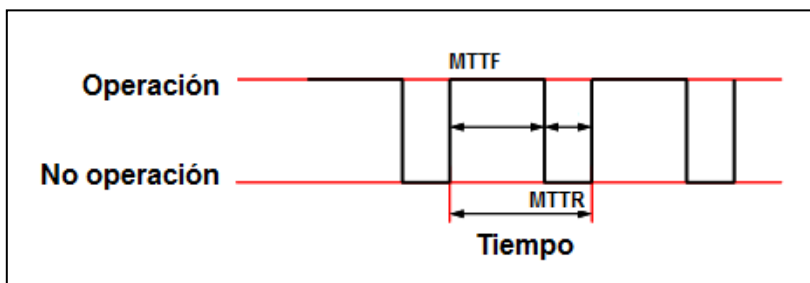 MTTF
Operación
No operación
MTTR
Tiempo